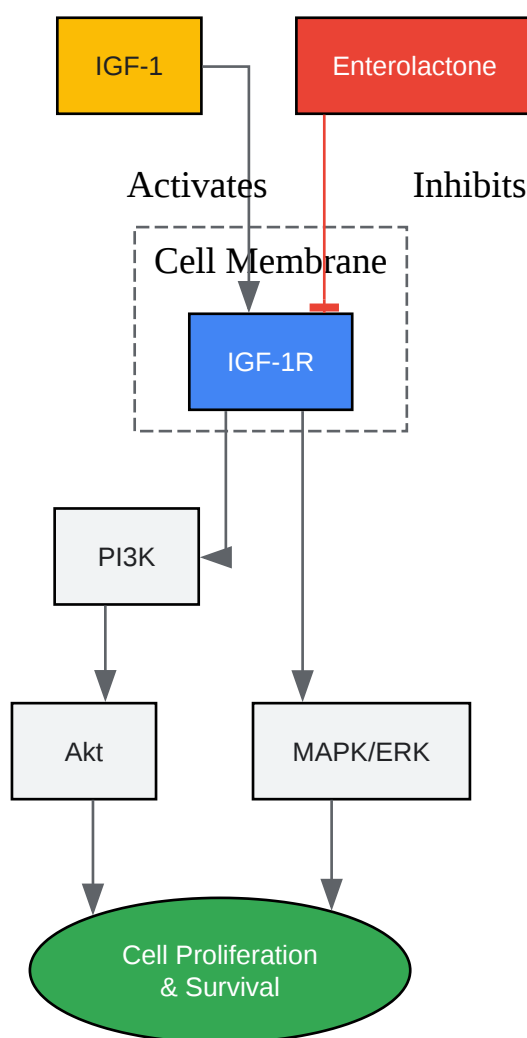 IGF-1
Enterolactone
Activates
Inhibits
Cell Membrane
IGF-1R
PI3K
Akt
MAPK/ERK
Cell Proliferation
& Survival